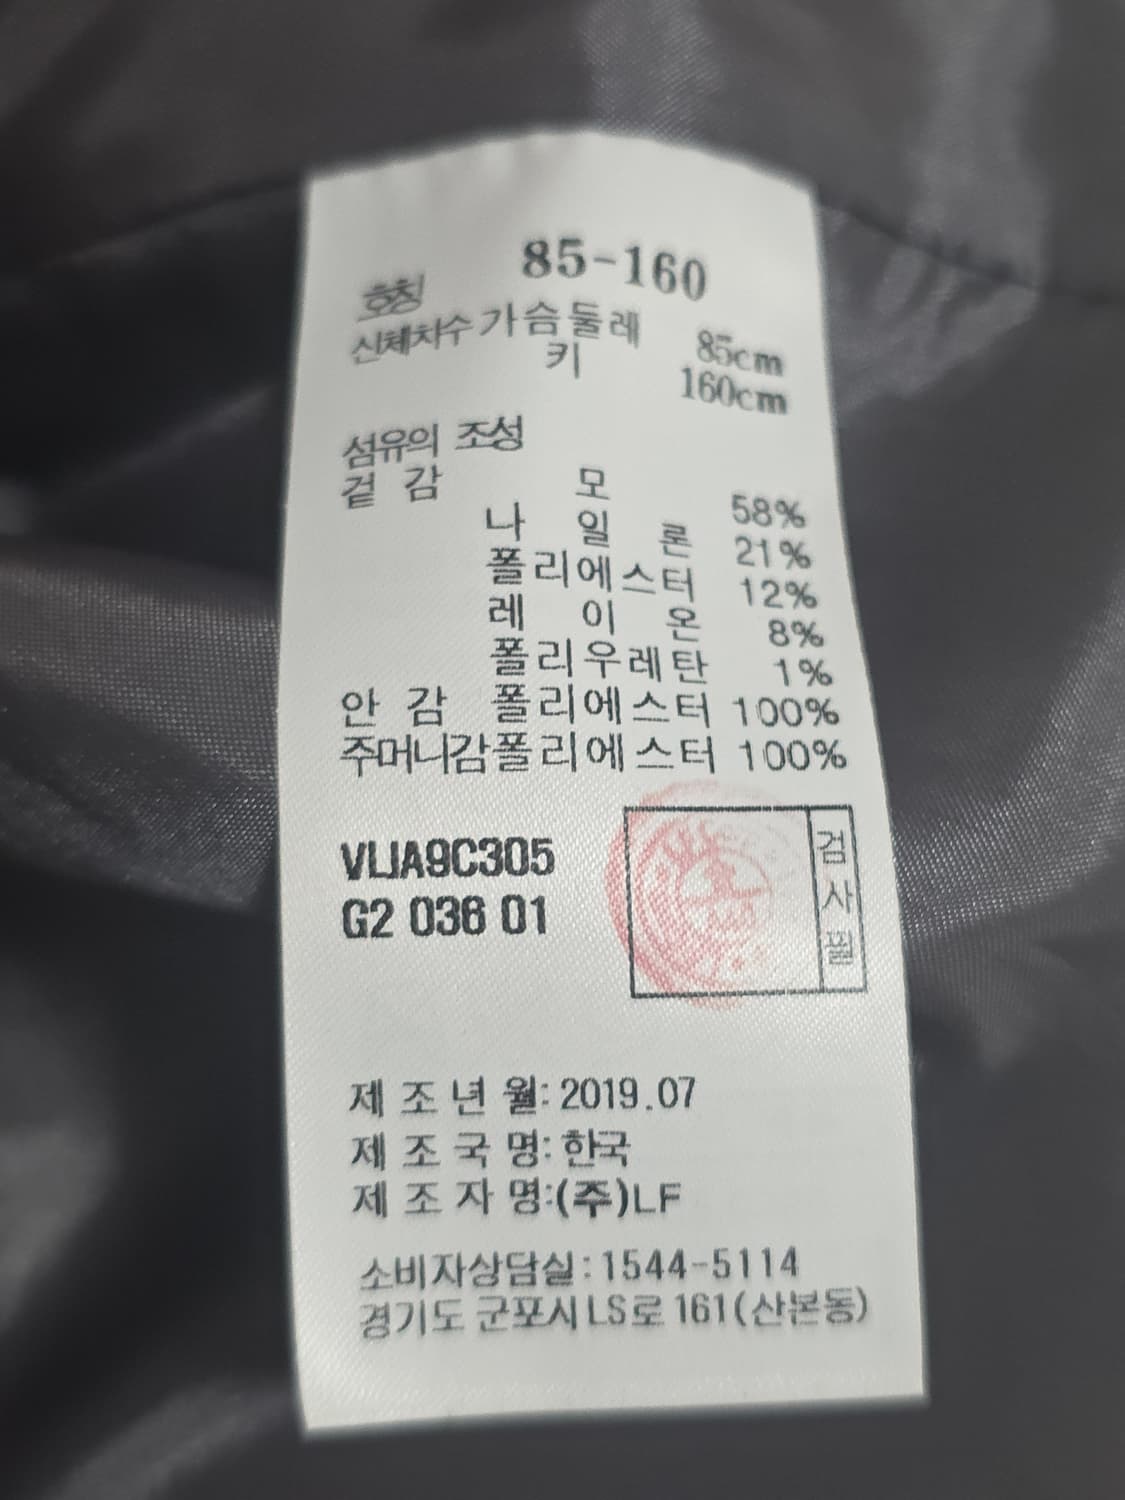 호칭 85-160
신체치수 가슴둘레 85cm
키 160cm
섬유의 조성
겉 감 모 58%
나 일 론 21%
폴리에스터 12%
레 이 온 8%
폴리우레탄 1%
안 감 폴리에스터 100%
주머니감폴리에스터 100%
VLJA9C305
G2 036 01
검사필
제 조 년 월: 2019.07
제 조 국 명: 한국
제 조 자 명:(주)LF
소비자상담실:1544-5114
경기도 군포시 LS로 161(산본동)